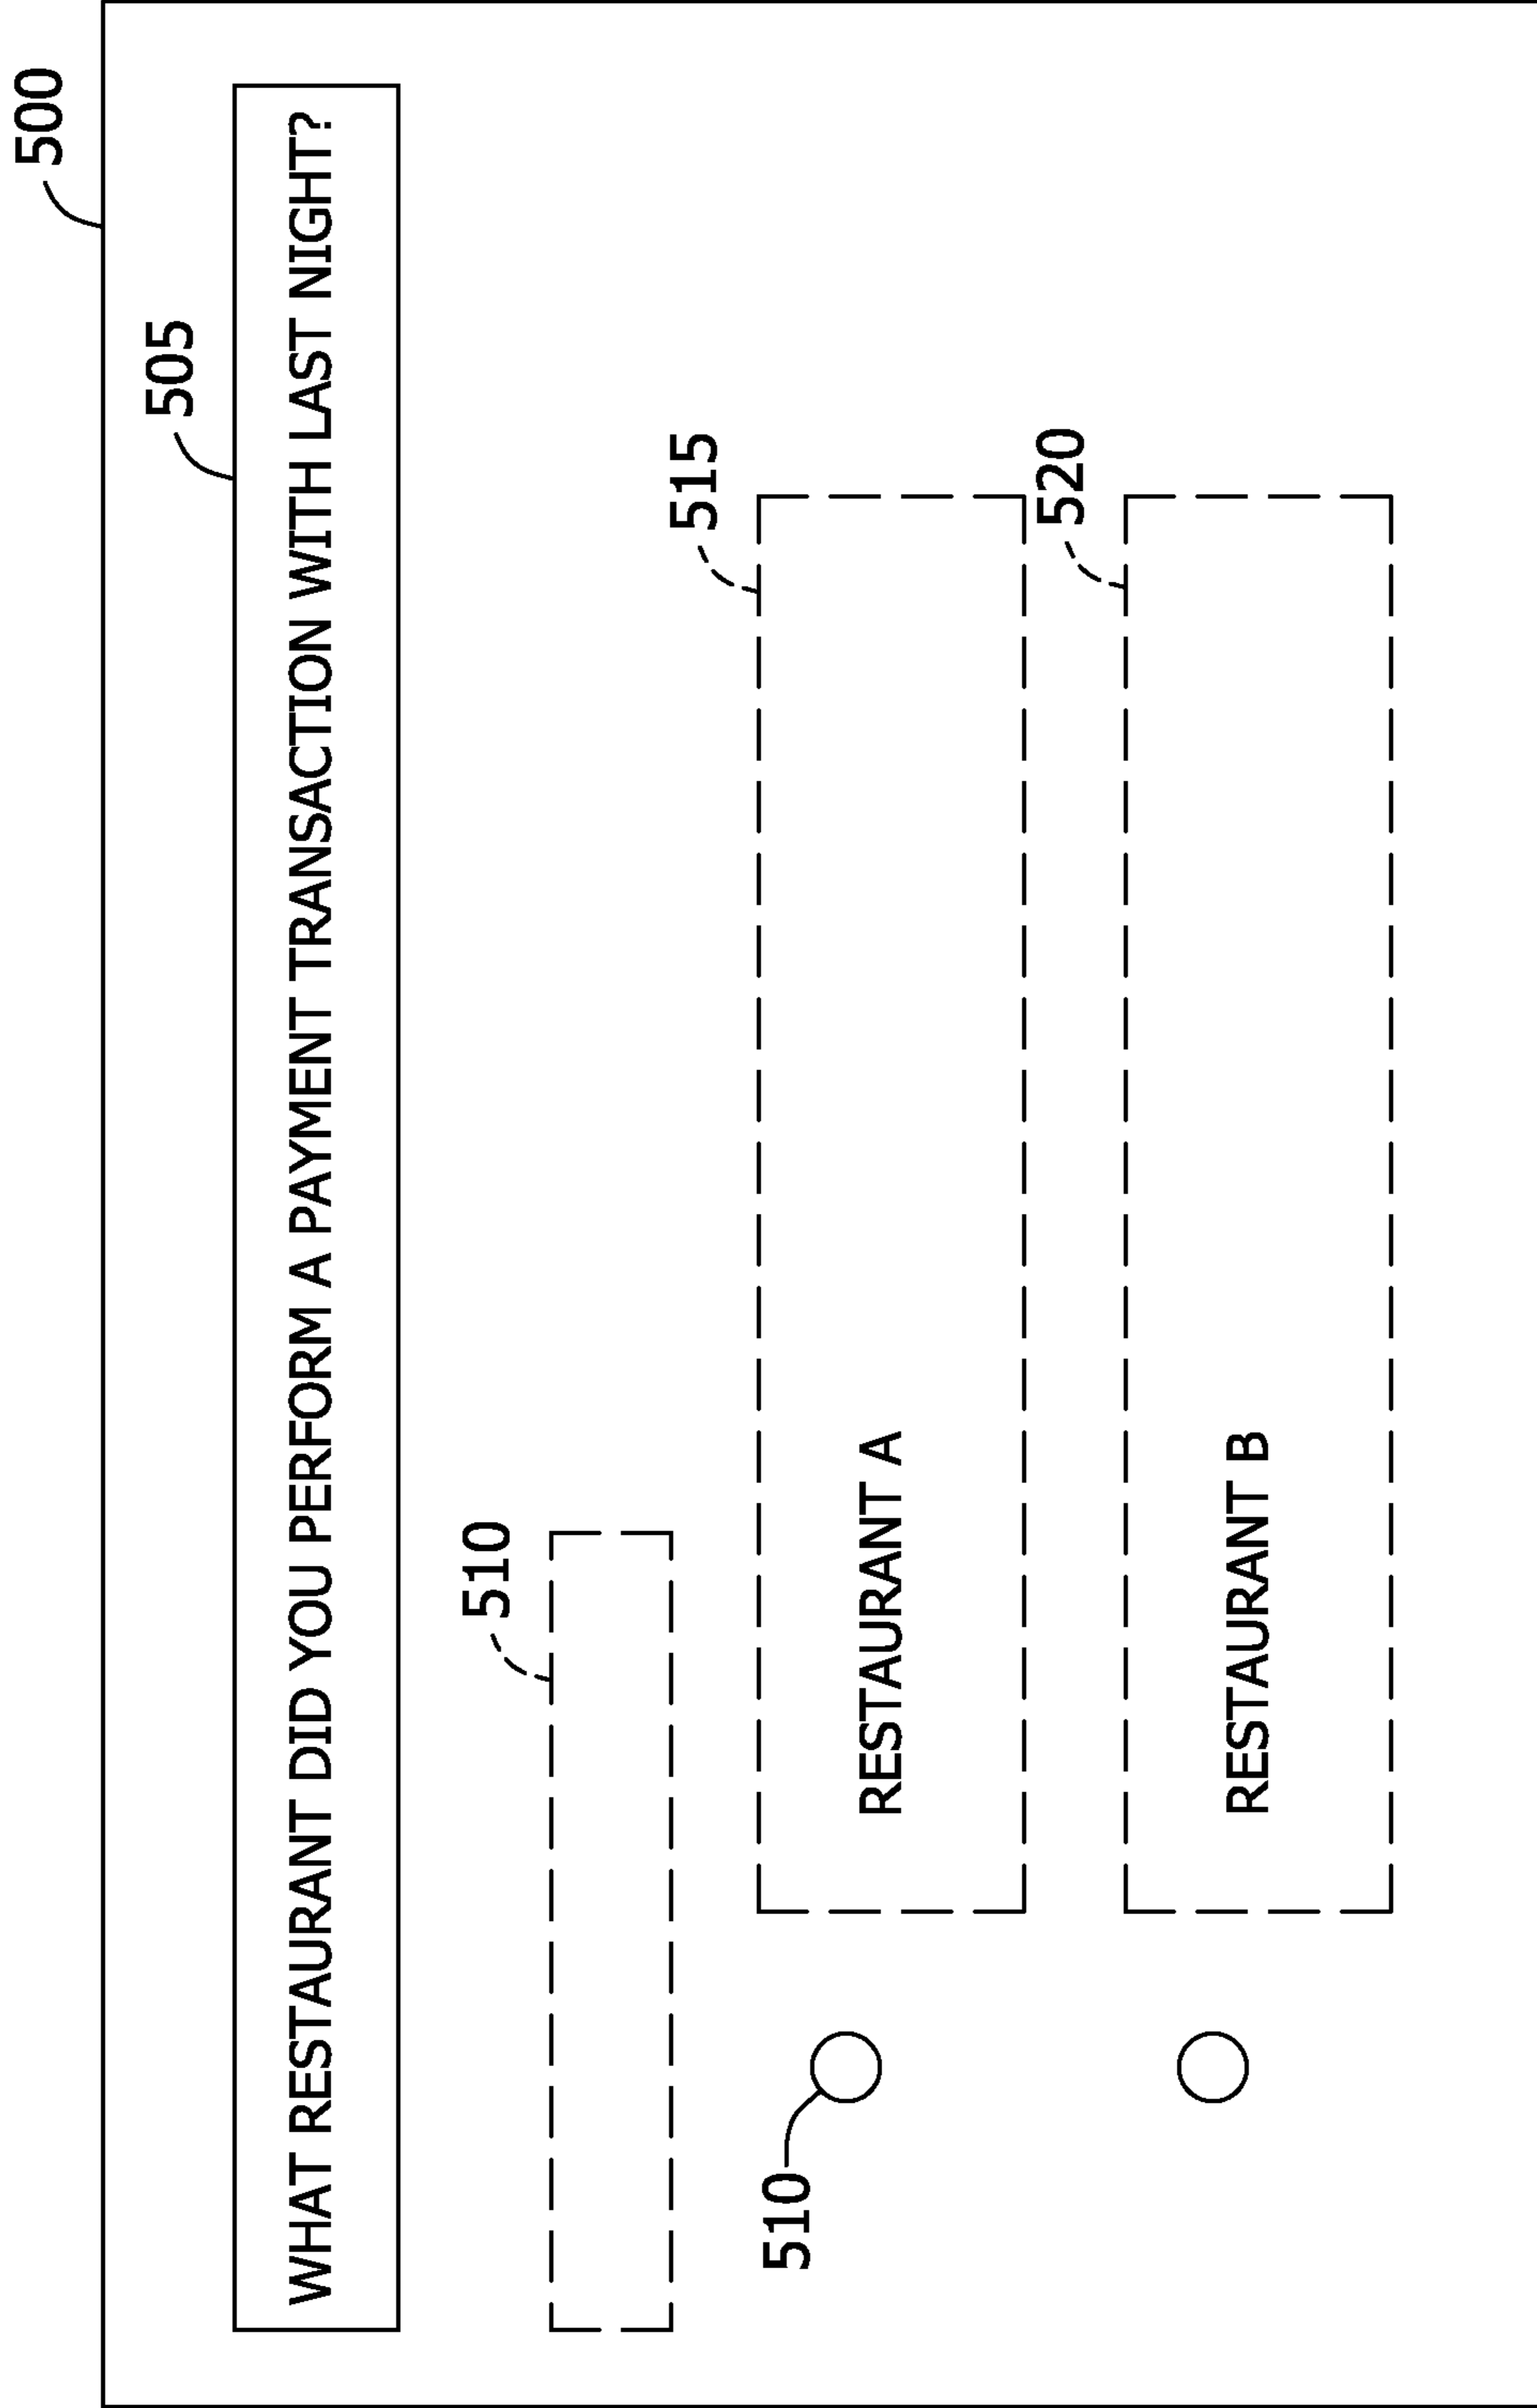 500
505
WHAT RESTAURANT DID YOU PERFORM A PAYMENT TRANSACTION WITH LAST NIGHT?
510
515
510
RESTAURANT A
520
RESTAURANT B